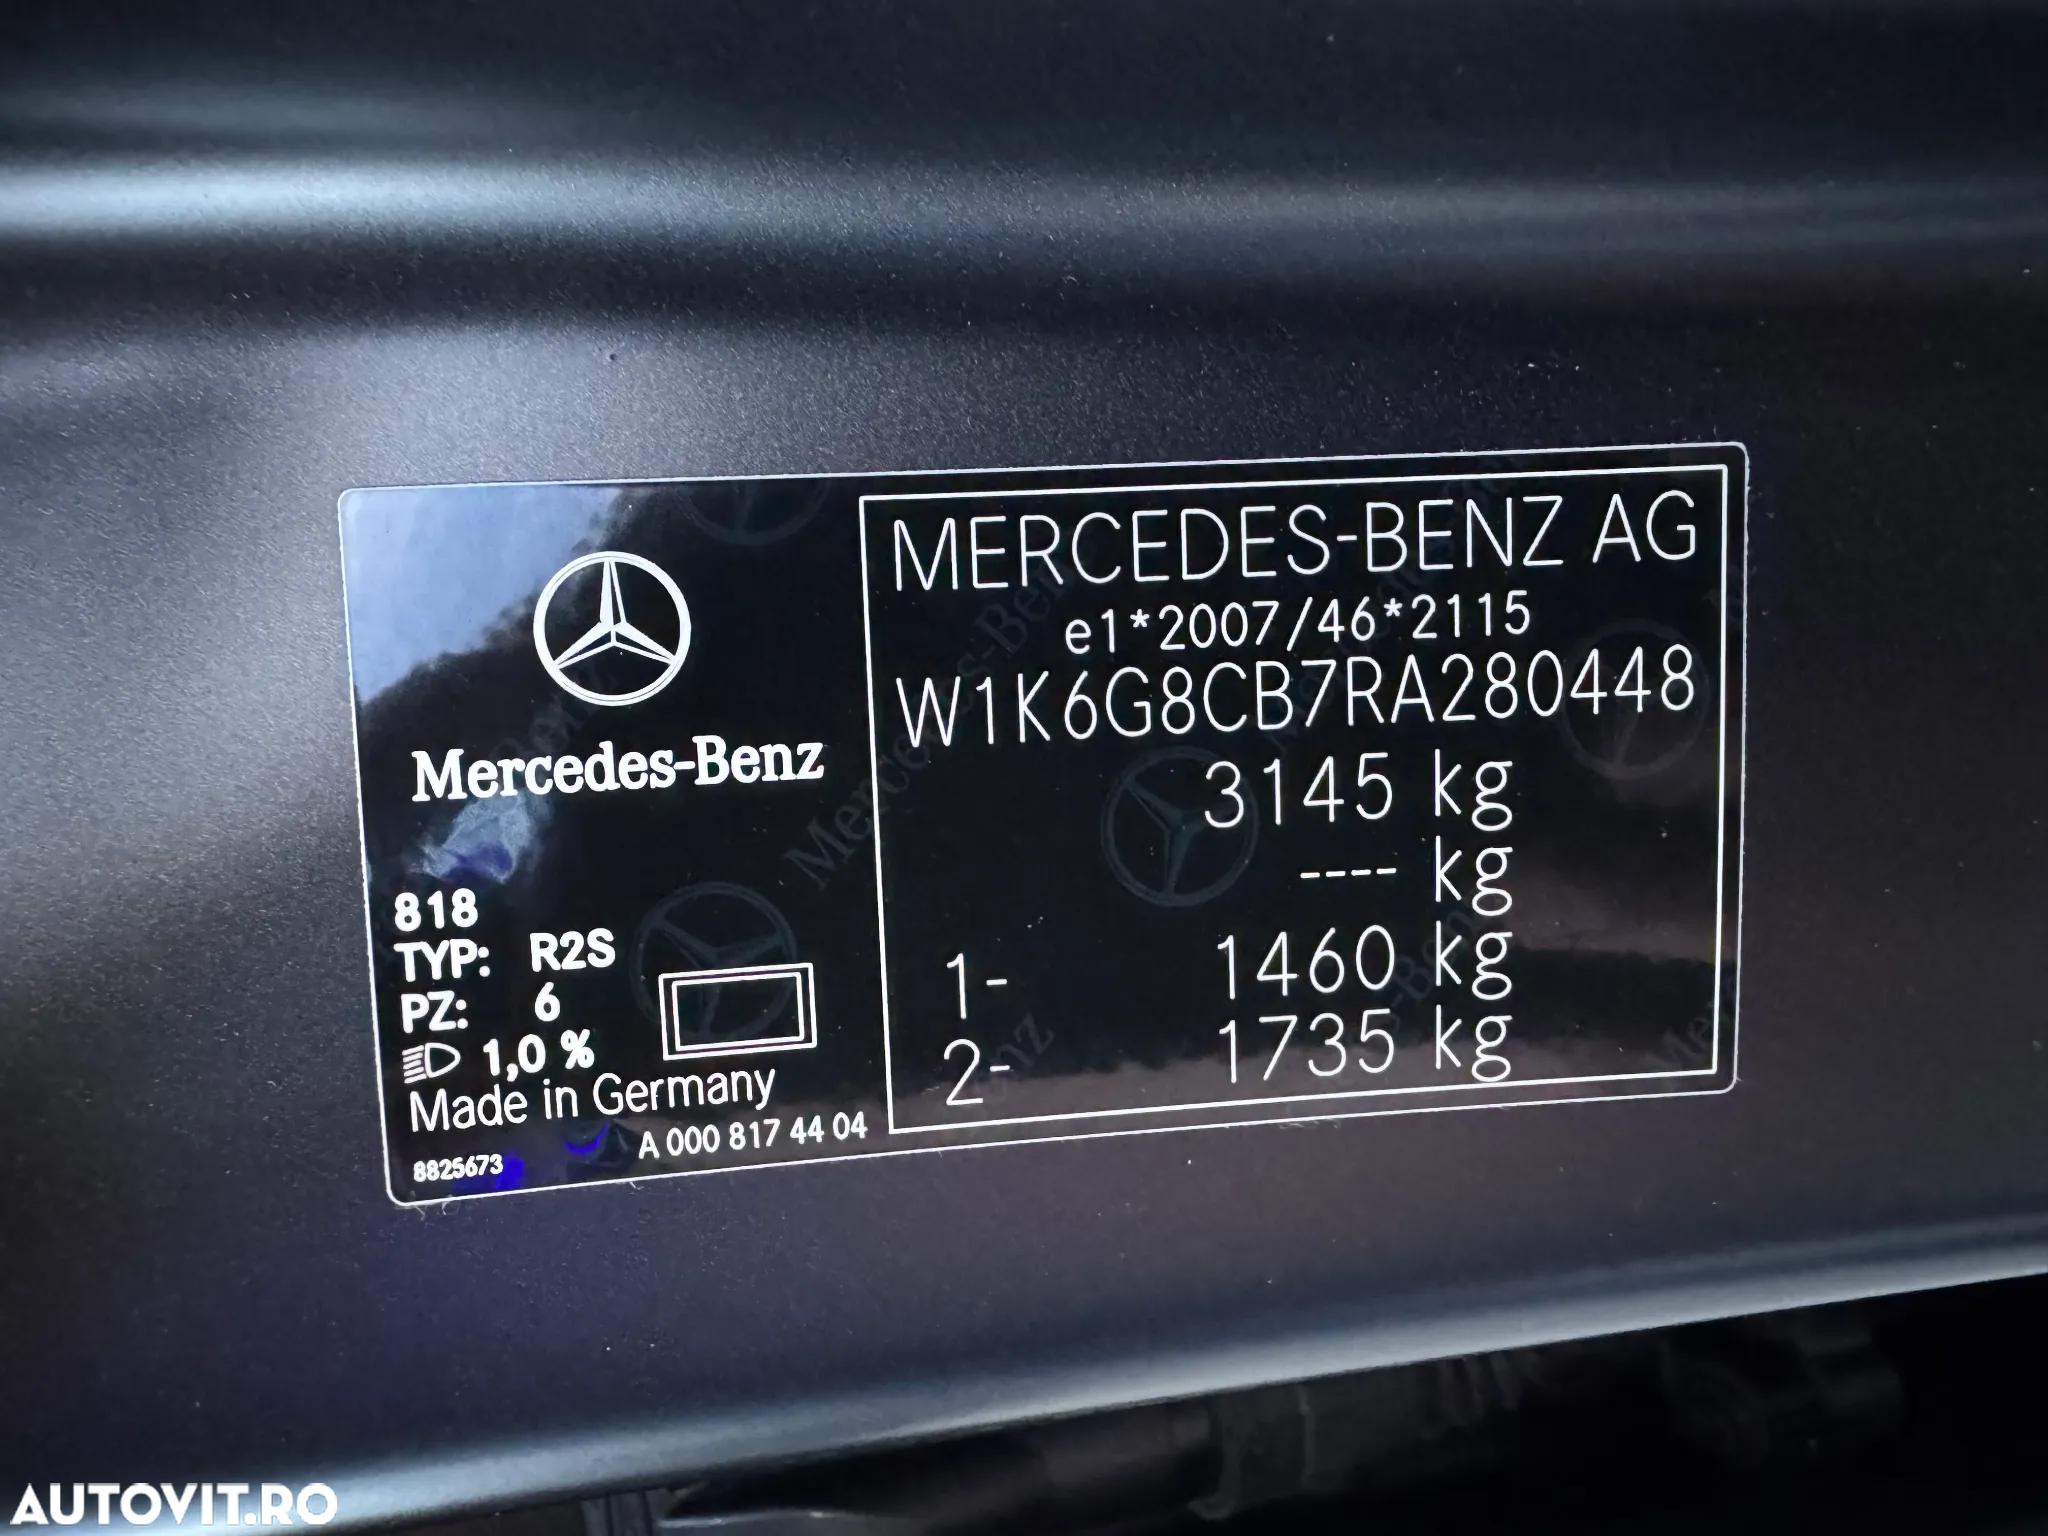 MERCEDES-BENZ AG
e1*2007/46*2115
W1K6G8CB7RA280448
3145 kg
---- kg
1- 1460 kg
2- 1735 kg
Mercedes-Benz
818
TYP: R2S
PZ: 6
1,0 %
Made in Germany
A 000 817 44 04
8825673
AUTOVIT.RO